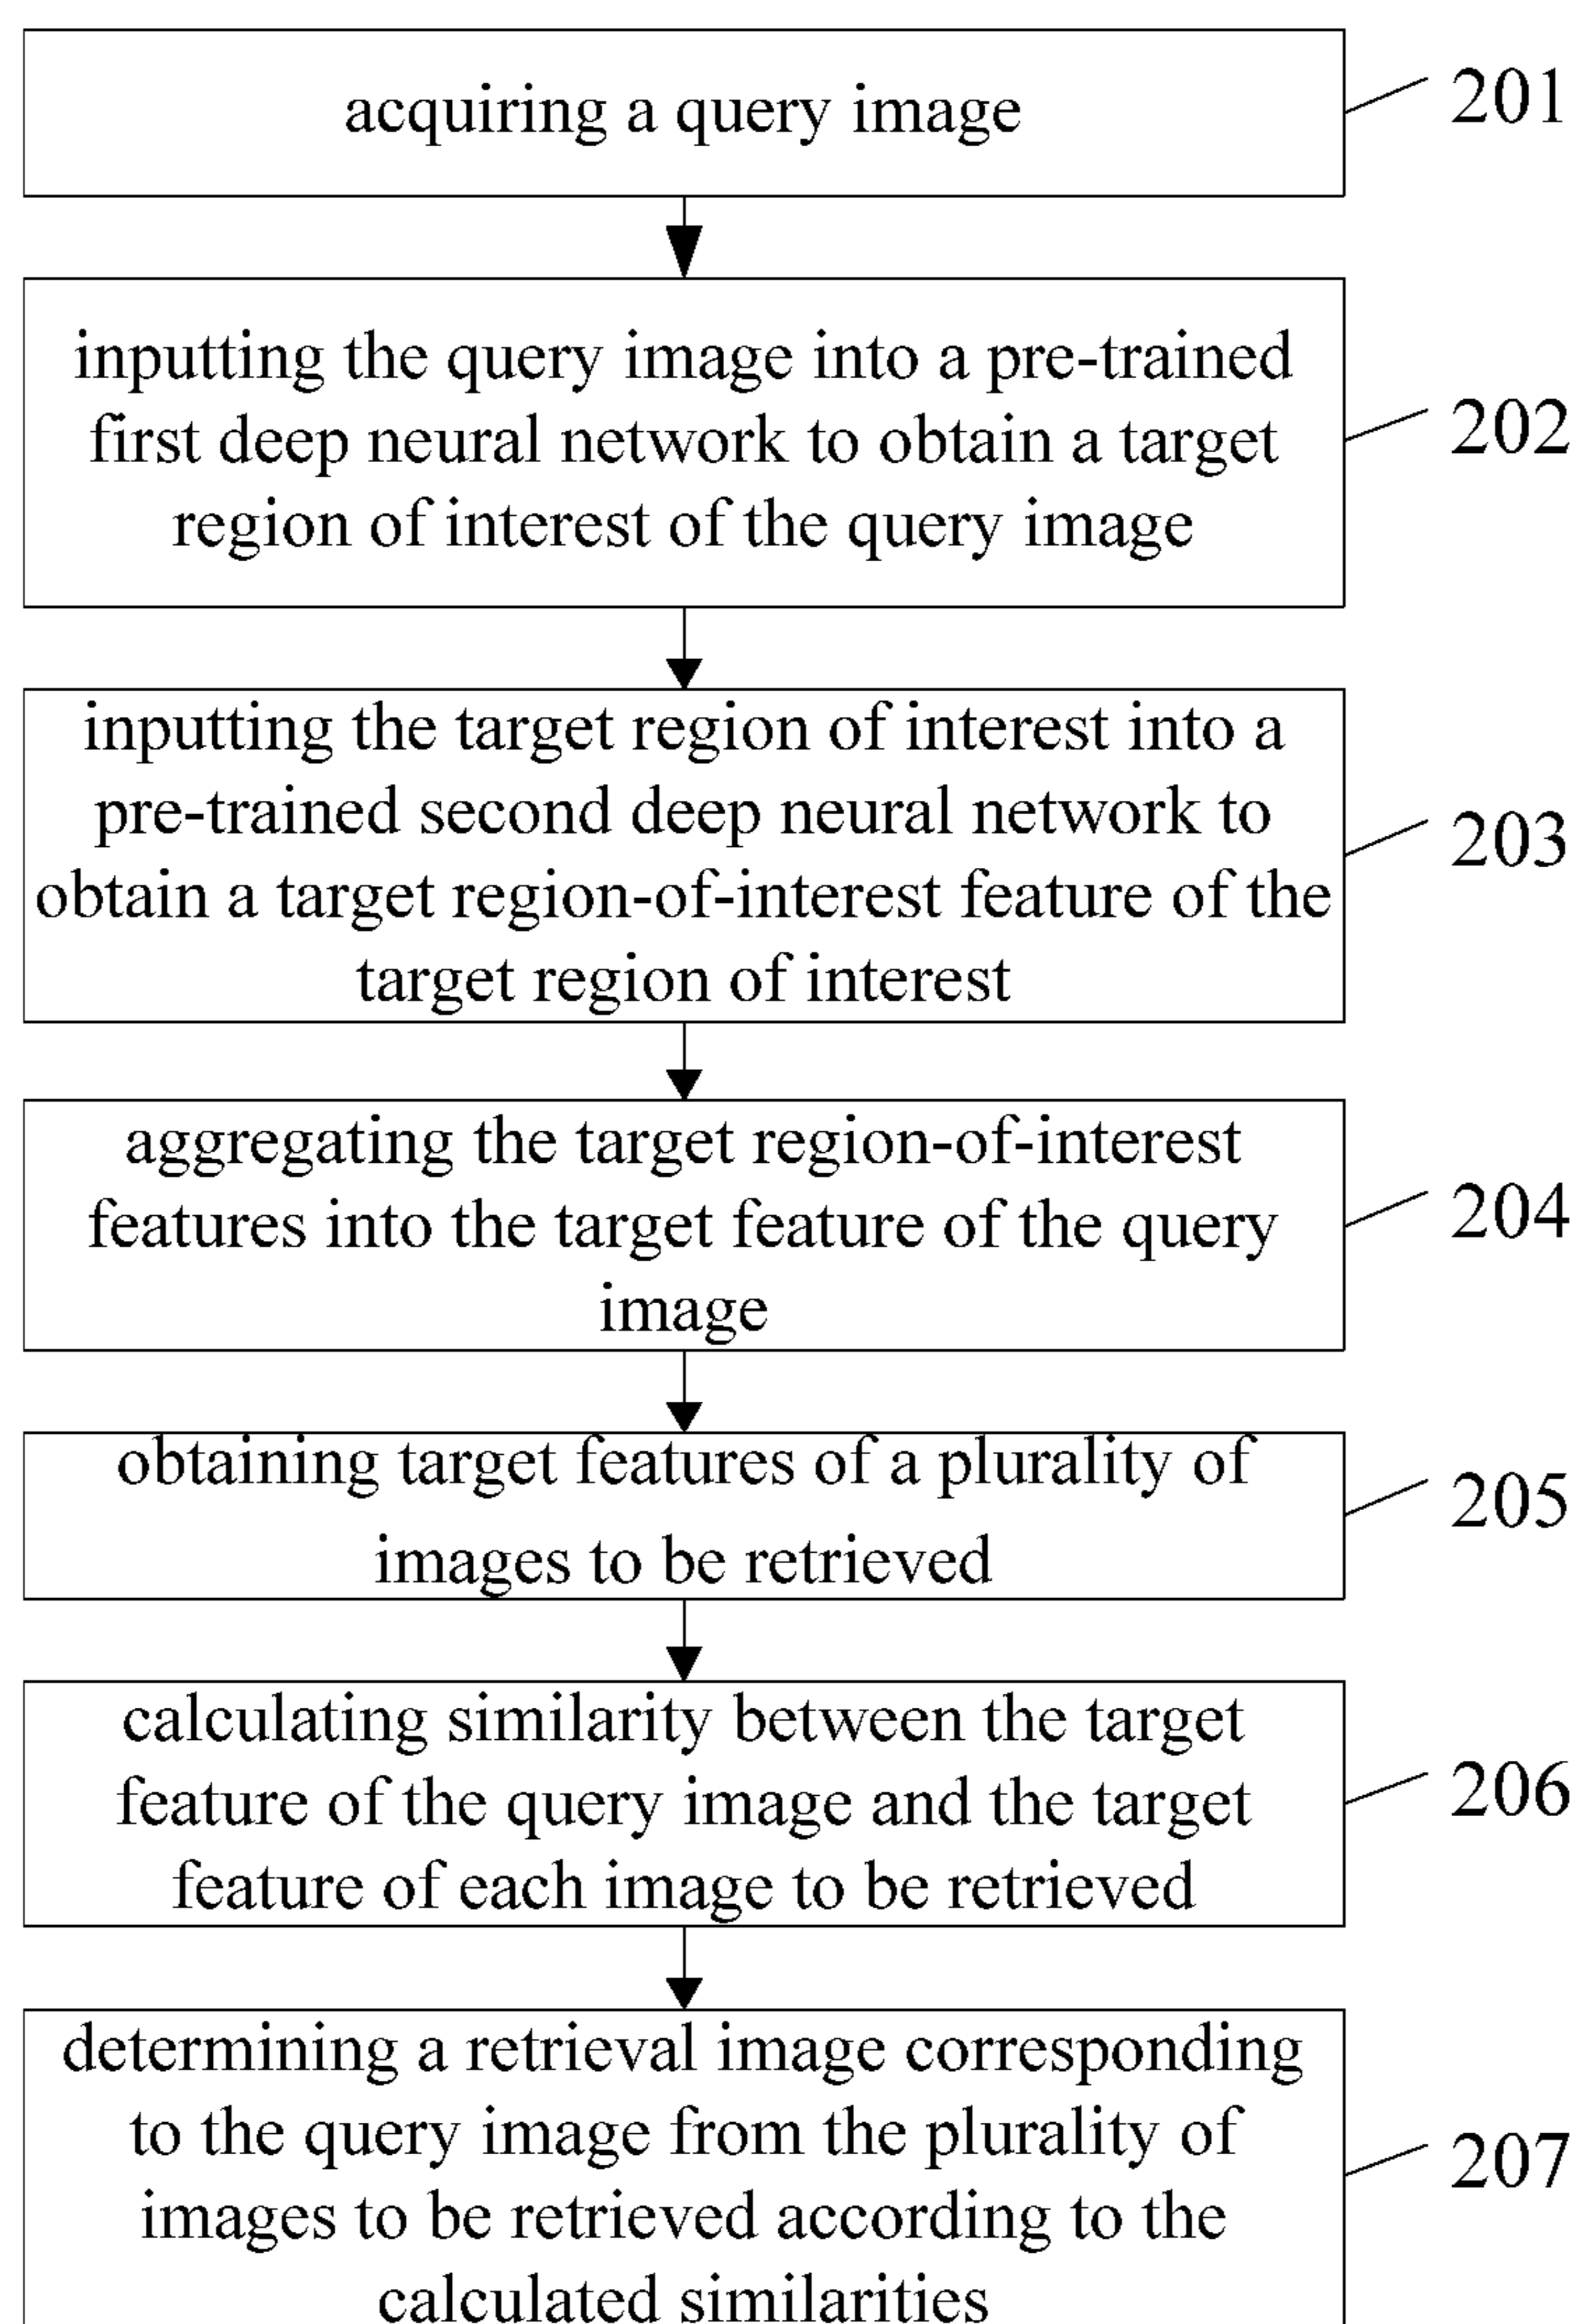 acquiring a query image
201
inputting the query image into a pre-trained
first deep neural network to obtain a target
region of interest of the query image
202
inputting the target region of interest into a
pre-trained second deep neural network to
obtain a target region-of-interest feature of the
target region of interest
203
aggregating the target region-of-interest
features into the target feature of the query
image
204
obtaining target features of a plurality of
images to be retrieved
205
calculating similarity between the target
feature of the query image and the target
feature of each image to be retrieved
206
determining a retrieval image corresponding
to the query image from the plurality of
images to be retrieved according to the
calculated similarities
207